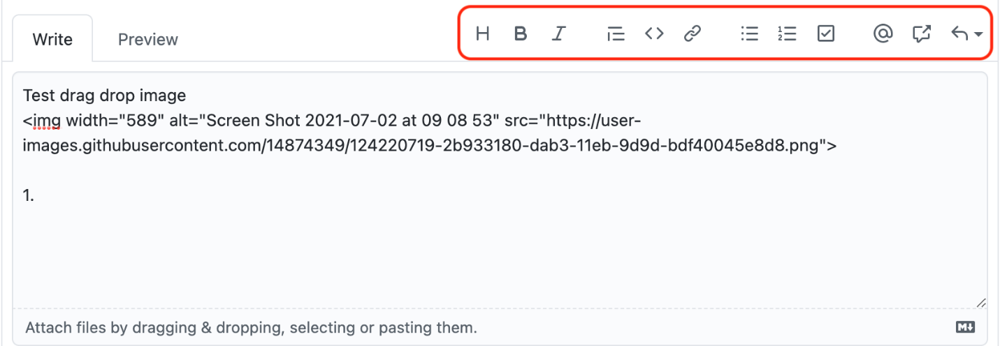 Write Preview H B I <> @
Test drag drop image
<img width="589" alt="Screen Shot 2021-07-02 at 09 08 53" src="https://user-
images.githubusercontent.com/14874349/124220719-2b933180-dab3-11eb-9d9d-bdf40045e8d8.png">
1.
Attach files by dragging & dropping, selecting or pasting them. M↓